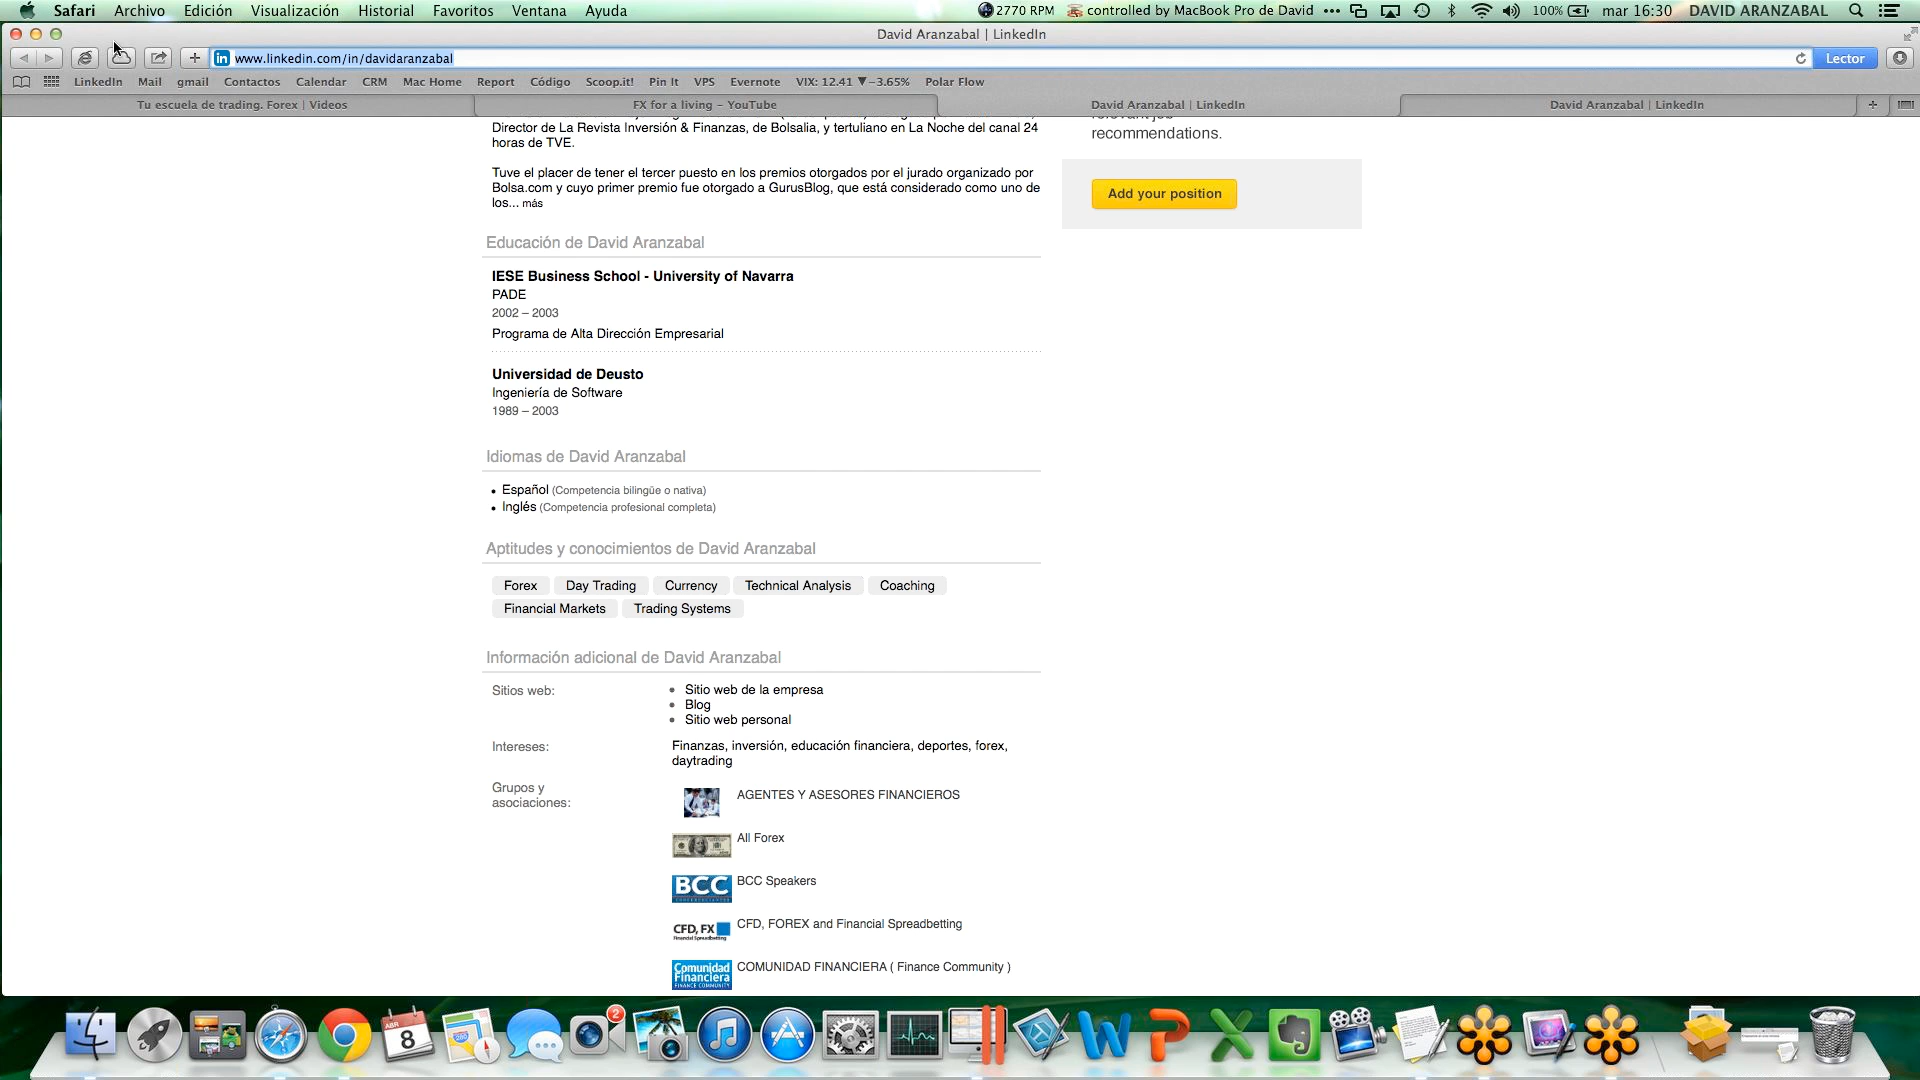 Safari Archivo Edición Visualización Historial Favoritos Ventana Ayuda 2770 RPM controlled by MacBook Pro de David 100% mar 16:30 DAVID ARANZABAL
David Aranzabal | LinkedIn
www.linkedin.com/in/davidaranzabal Lector
LinkedIn Mail gmail Contactos Calendar CRM Mac Home Report Código Scoop.it! Pin It VPS Evernote VIX: 12.41 ▼−3.65% Polar Flow
Tu escuela de trading. Forex | Videos FX for a living – YouTube David Aranzabal | LinkedIn David Aranzabal | LinkedIn
Director de La Revista Inversión & Finanzas, de Bolsalia, y tertuliano en La Noche del canal 24
horas de TVE.
Tuve el placer de tener el tercer puesto en los premios otorgados por el jurado organizado por
Bolsa.com y cuyo primer premio fue otorgado a GurusBlog, que está considerado como uno de
los... más
recommendations.
Add your position
Educación de David Aranzabal
IESE Business School - University of Navarra
PADE
2002 – 2003
Programa de Alta Dirección Empresarial
Universidad de Deusto
Ingeniería de Software
1989 – 2003
Idiomas de David Aranzabal
• Español (Competencia bilingüe o nativa)
• Inglés (Competencia profesional completa)
Aptitudes y conocimientos de David Aranzabal
Forex Day Trading Currency Technical Analysis Coaching
Financial Markets Trading Systems
Información adicional de David Aranzabal
Sitios web:
• Sitio web de la empresa
• Blog
• Sitio web personal
Intereses:
Finanzas, inversión, educación financiera, deportes, forex,
daytrading
Grupos y
asociaciones:
AGENTES Y ASESORES FINANCIEROS
All Forex
BCC
BCC Speakers
CFD, FX
CFD, FOREX and Financial Spreadbetting
Comunidad
Financiera
FINANCE COMMUNITY
COMUNIDAD FINANCIERA ( Finance Community )
ABR
8
2